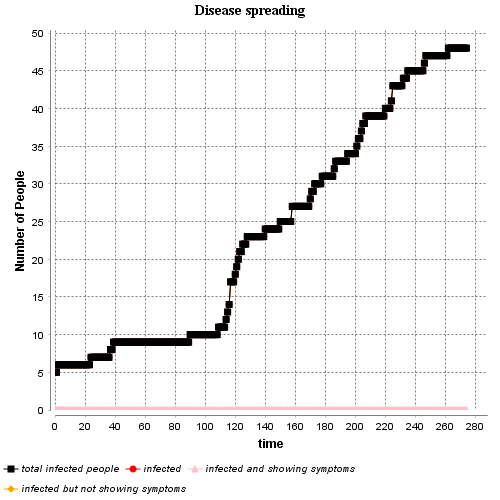 Disease spreading
50
45
40
35
30
25
20
15
10
5
0
Number of People
0 20 40 60 80 100 120 140 160 180 200 220 240 260 280
time
total infected people infected infected and showing symptoms
infected but not showing symptoms